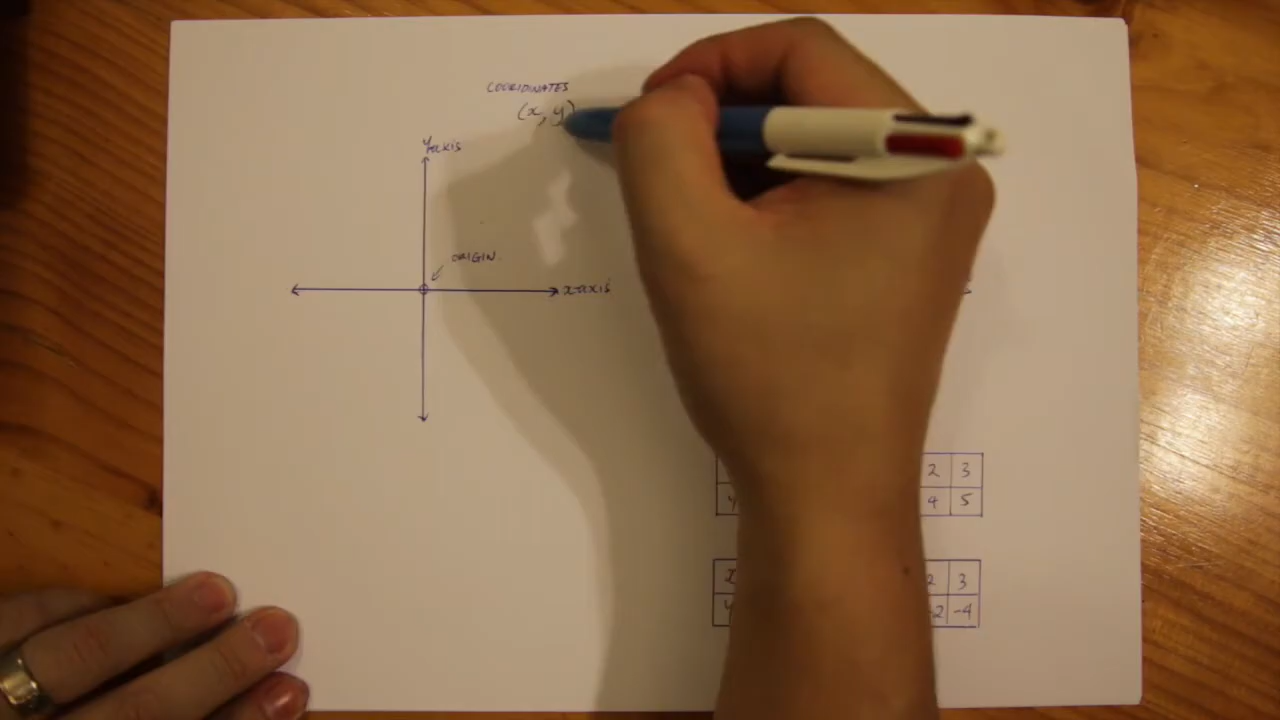 COORDINATES
(x, y)
y axis
ORIGIN.
x axis
2 3
y 4 5
x 2 3
y -2 -4